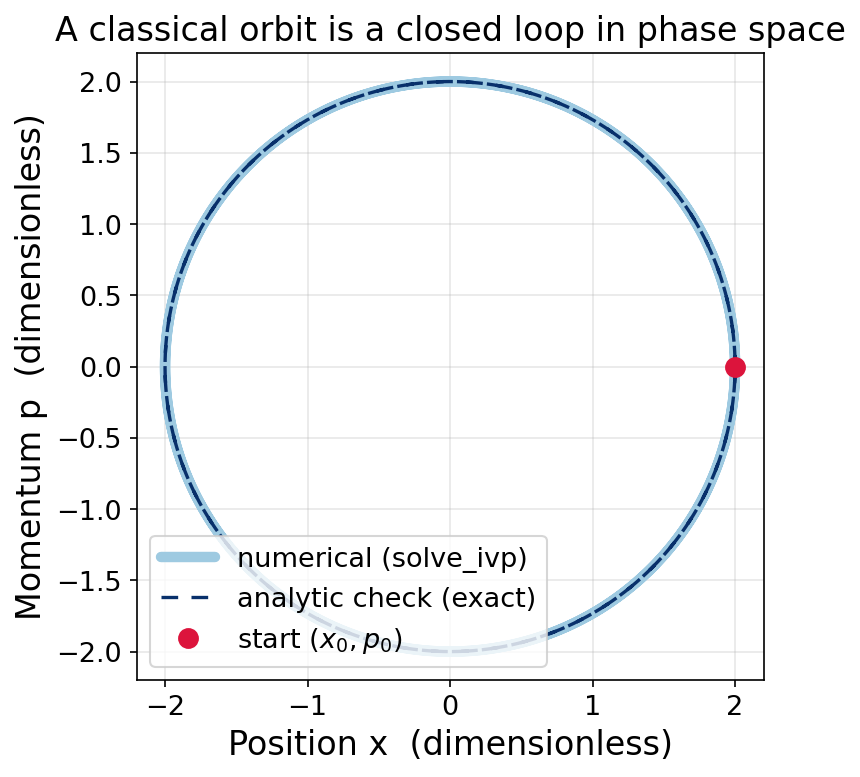 A classical orbit is a closed loop in phase space
Momentum p (dimensionless)
2.0
1.5
1.0
0.5
0.0
−0.5
−1.0
−1.5
−2.0
numerical (solve_ivp)
analytic check (exact)
start (x₀, p₀)
−2
−1
0
1
2
Position x (dimensionless)